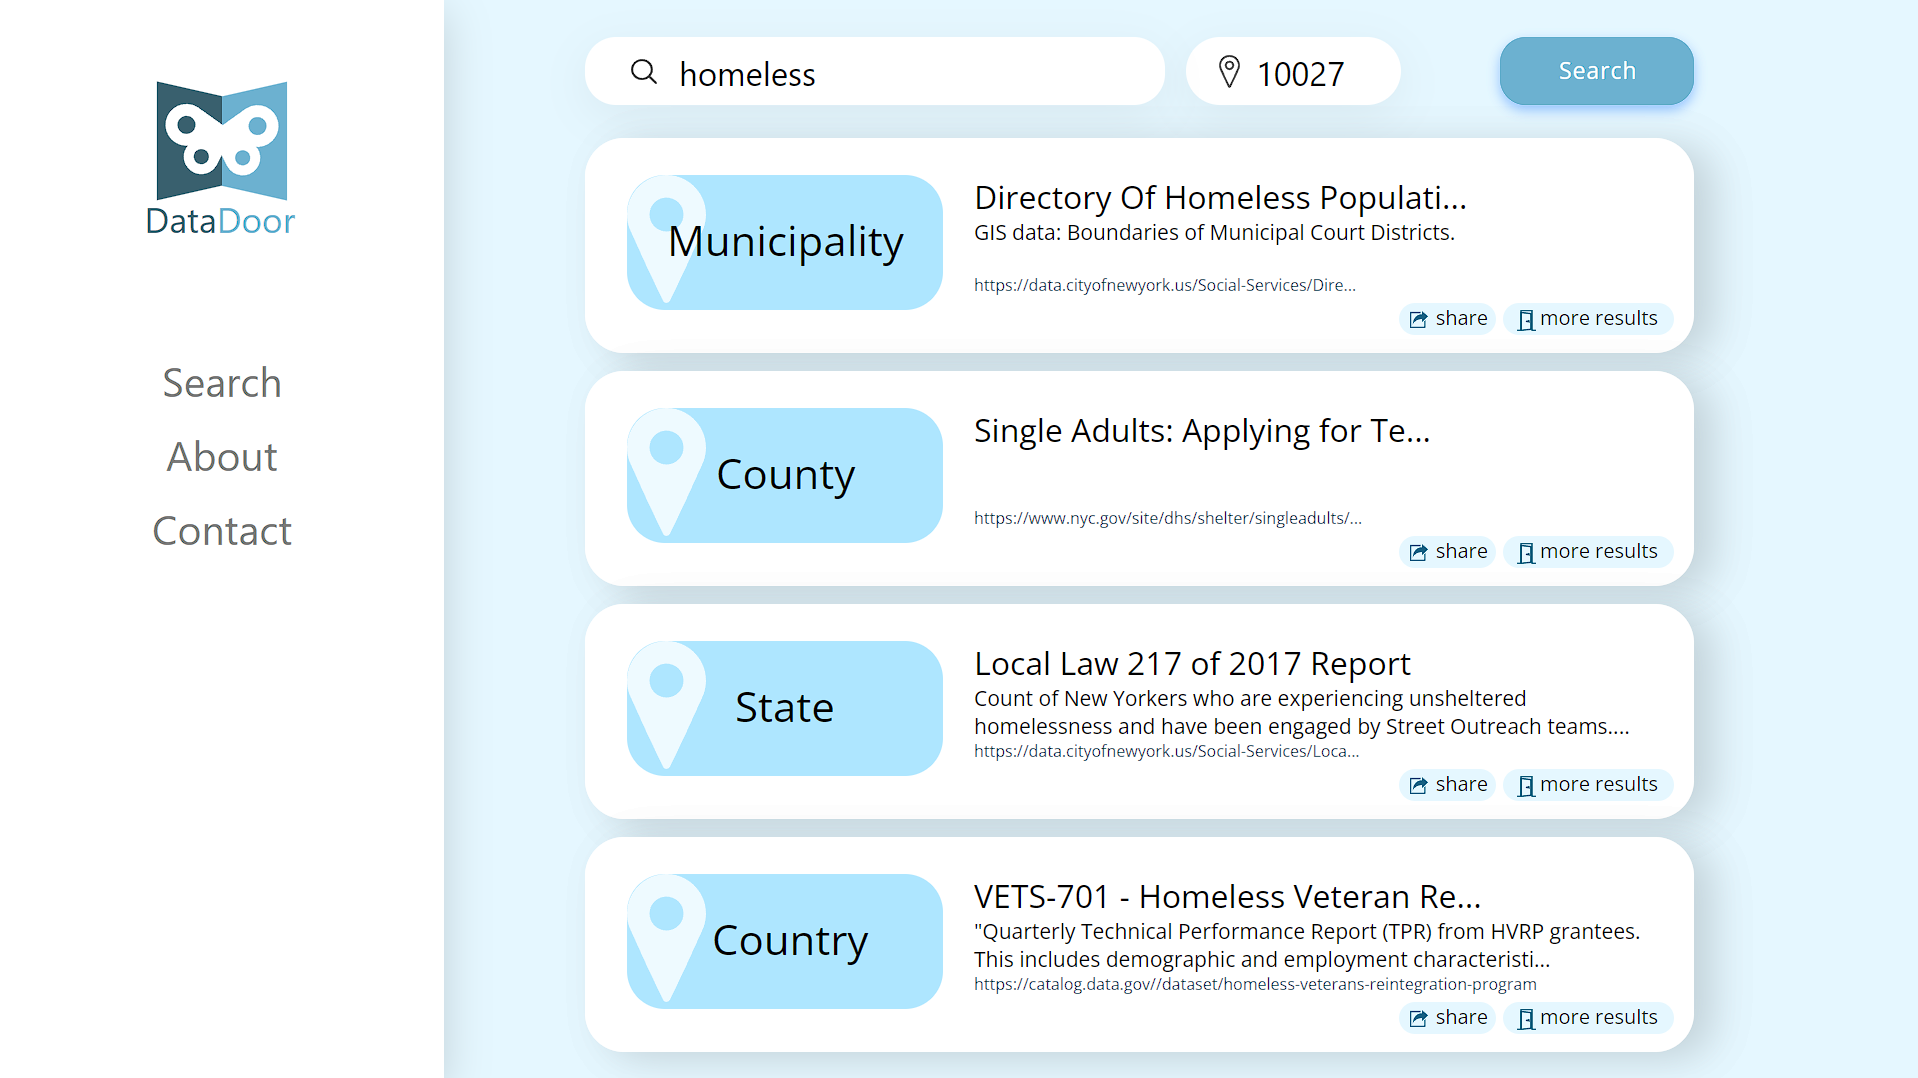 DataDoor
Search
About
Contact
homeless
10027
Search
Municipality
Directory Of Homeless Populati...
GIS data: Boundaries of Municipal Court Districts.
https://data.cityofnewyork.us/Social-Services/Dire...
share
more results
County
Single Adults: Applying for Te...
https://www.nyc.gov/site/dhs/shelter/singleadults/...
share
more results
State
Local Law 217 of 2017 Report
Count of New Yorkers who are experiencing unsheltered
homelessness and have been engaged by Street Outreach teams....
https://data.cityofnewyork.us/Social-Services/Loca...
share
more results
Country
VETS-701 - Homeless Veteran Re...
"Quarterly Technical Performance Report (TPR) from HVRP grantees.
This includes demographic and employment characteristi...
https://catalog.data.gov//dataset/homeless-veterans-reintegration-program
share
more results